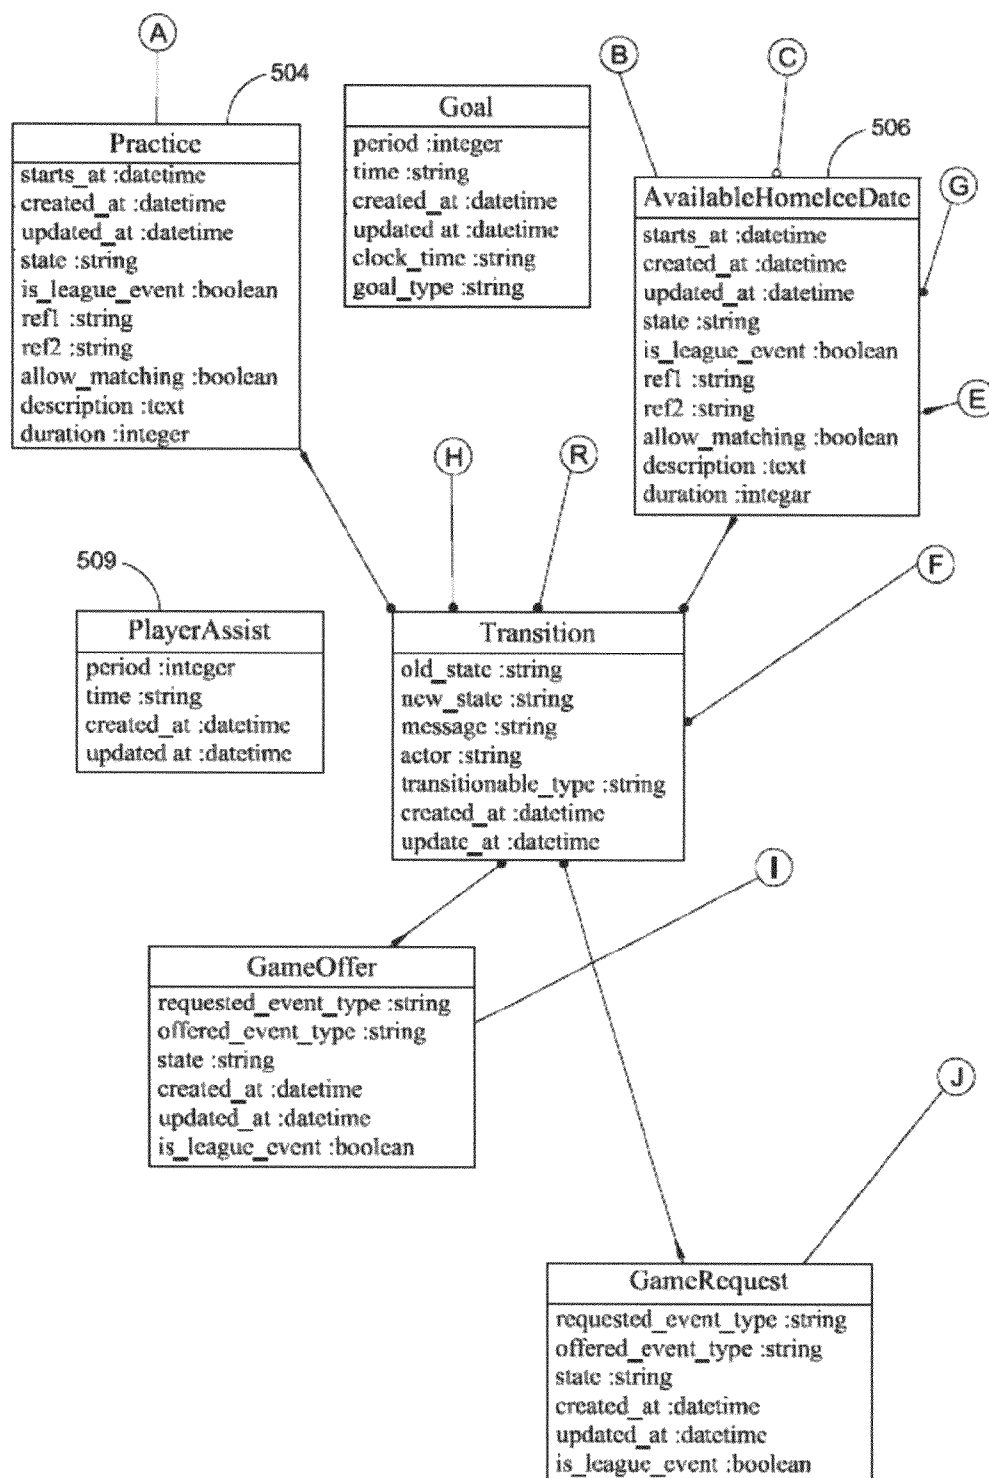 A
504
Practice
starts_at :datetime
created_at :datetime
updated_at :datetime
state :string
is_league_event :boolean
ref1 :string
ref2 :string
allow_matching :boolean
description :text
duration :integer
Goal
period :integer
time :string
created_at :datetime
updated at :datetime
clock_time :string
goal_type :string
B
C
506
AvailableHomeIceDate
starts_at :datetime
created_at :datetime
updated_at :datetime
state :string
is_league_event :boolean
ref1 :string
ref2 :string
allow_matching :boolean
description :text
duration :integar
G
E
H
R
F
509
PlayerAssist
period :integer
time :string
created_at :datetime
updated at :datetime
Transition
old_state :string
new_state :string
message :string
actor :string
transitionable_type :string
created_at :datetime
update_at :datetime
I
GameOffer
requested_event_type :string
offered_event_type :string
state :string
created_at :datetime
updated_at :datetime
is_league_event :boolean
J
GameRequest
requested_event_type :string
offered_event_type :string
state :string
created_at :datetime
updated_at :datetime
is_league_event :boolean